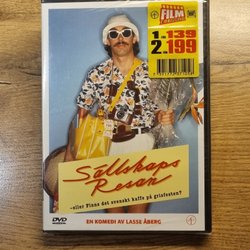 FILM
1 139
2 199
Sällskaps
Resan
-eller Finns det svenskt kaffe på grisfesten?
DVD
EN KOMEDI AV LASSE ÅBERG